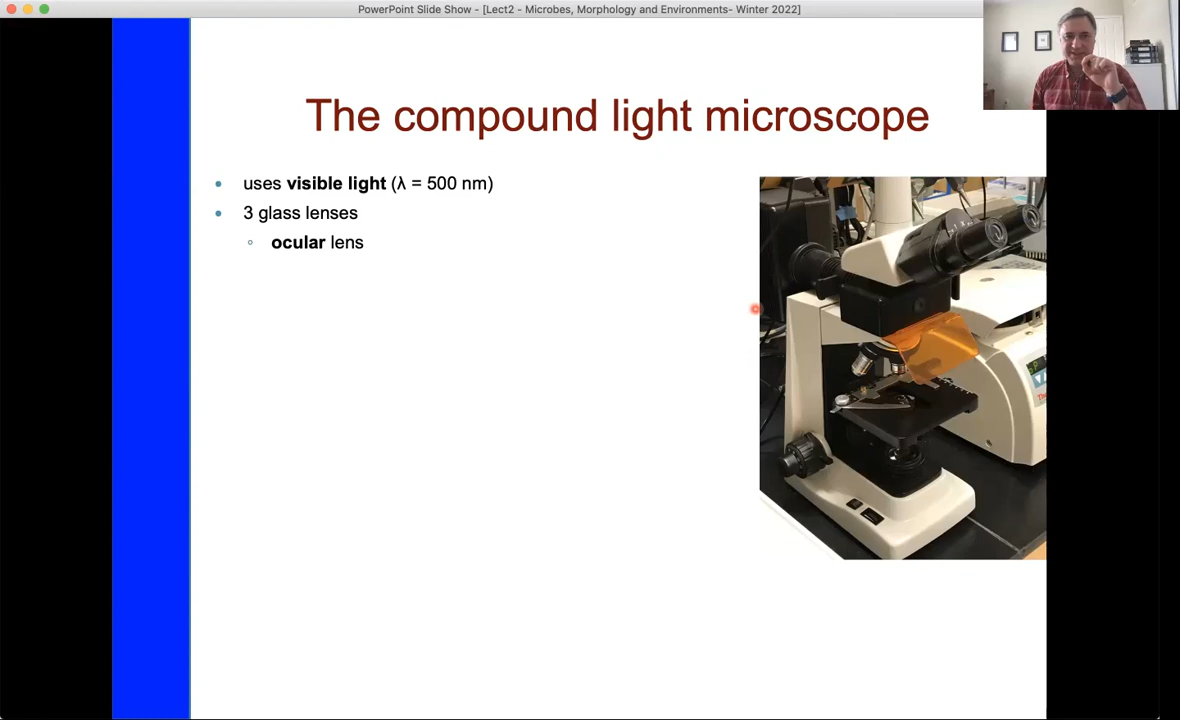 PowerPoint Slide Show - [Lect2 - Microbes, Morphology and Environments- Winter 2022]
The compound light microscope
• uses visible light (λ = 500 nm)
• 3 glass lenses
◦ ocular lens